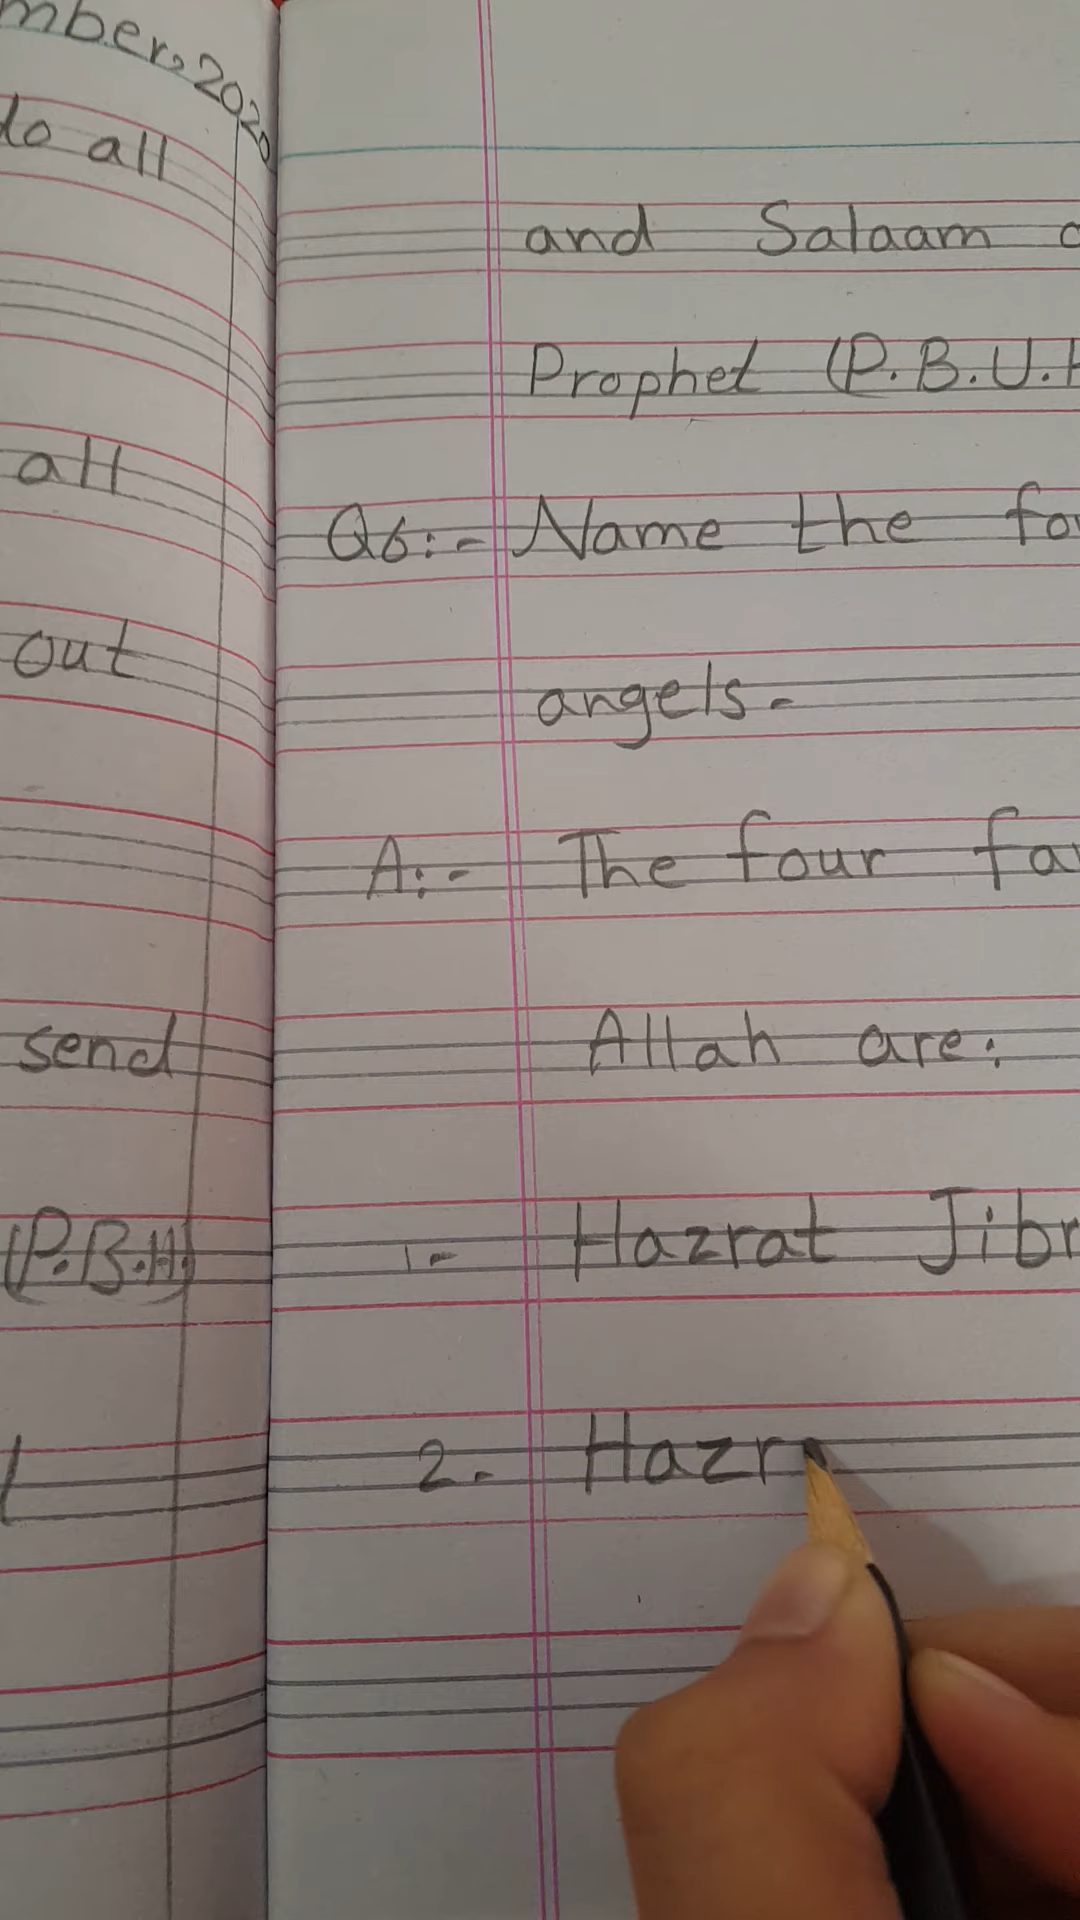 2020
do all
all
out
send
(P.B.H)
and Salaam
Prophet (P.B.U.H
Q6:- Name the
angels.
A:- The four
Allah are:
1- Hazrat Jibr
2. Hazr